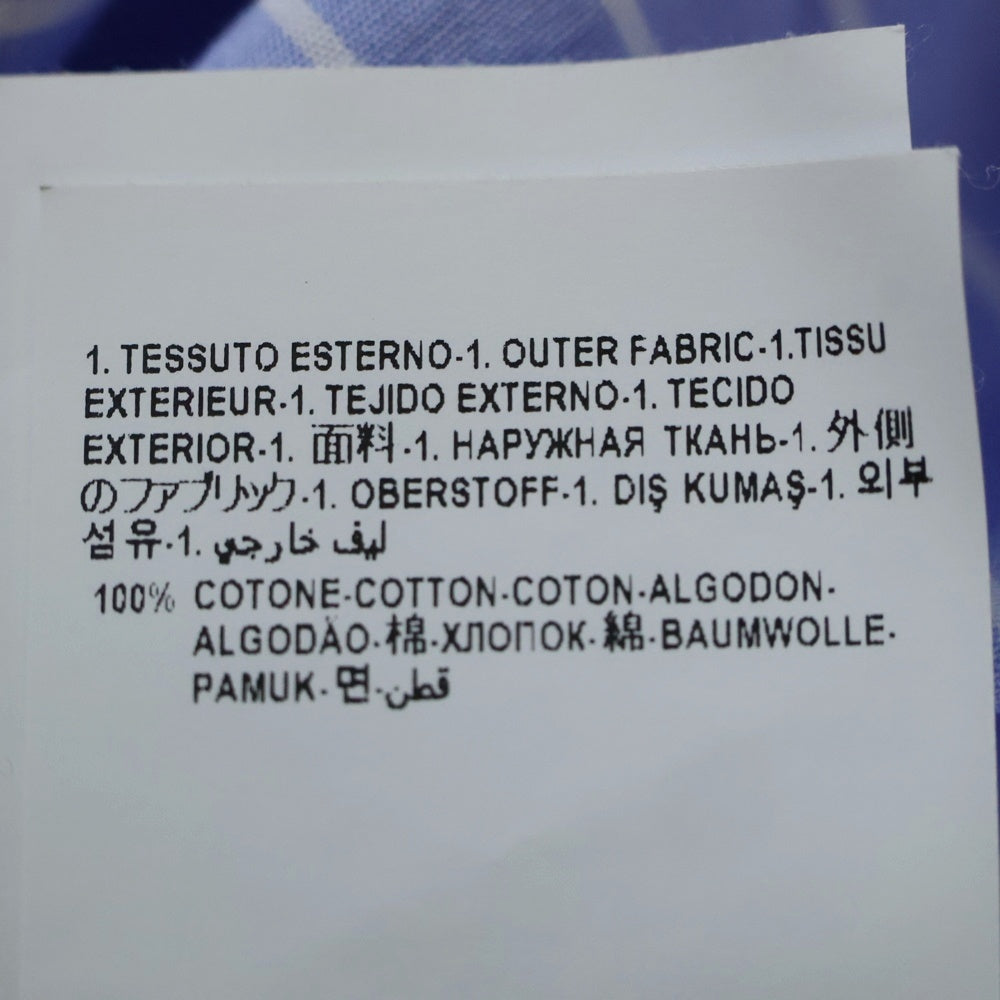 1. TESSUTO ESTERNO-1. OUTER FABRIC-1.TISSU
EXTERIEUR-1. TEJIDO EXTERNO-1. TECIDO
EXTERIOR-1. 面料-1. НАРУЖНАЯ ТКАНЬ-1. 外側
のファブリック-1. OBERSTOFF-1. DIŞ KUMAŞ-1. 외부
섬유-1. ليف خارجي
100% COTONE-COTTON-COTON-ALGODON-
ALGODÃO-棉-ХЛОПОК-綿-BAUMWOLLE-
PAMUK-면-قطن